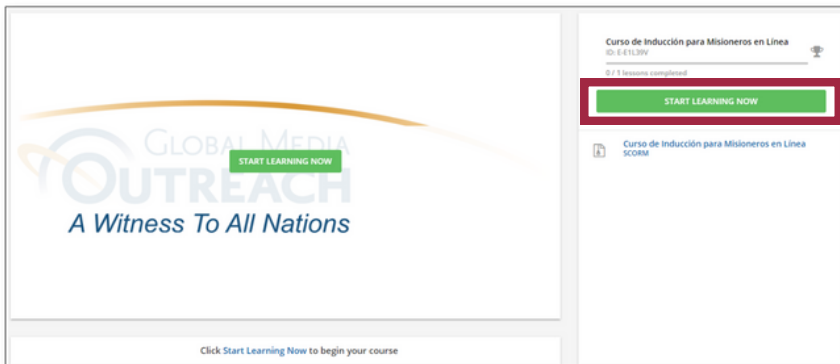 GLOBAL MEDIA
START LEARNING NOW
OUTREACH
A Witness To All Nations
Click Start Learning Now to begin your course
Curso de Inducción para Misioneros en Línea
ID: E-E1L39V
0 / 1 lessons completed
START LEARNING NOW
Curso de Inducción para Misioneros en Línea
SCORM